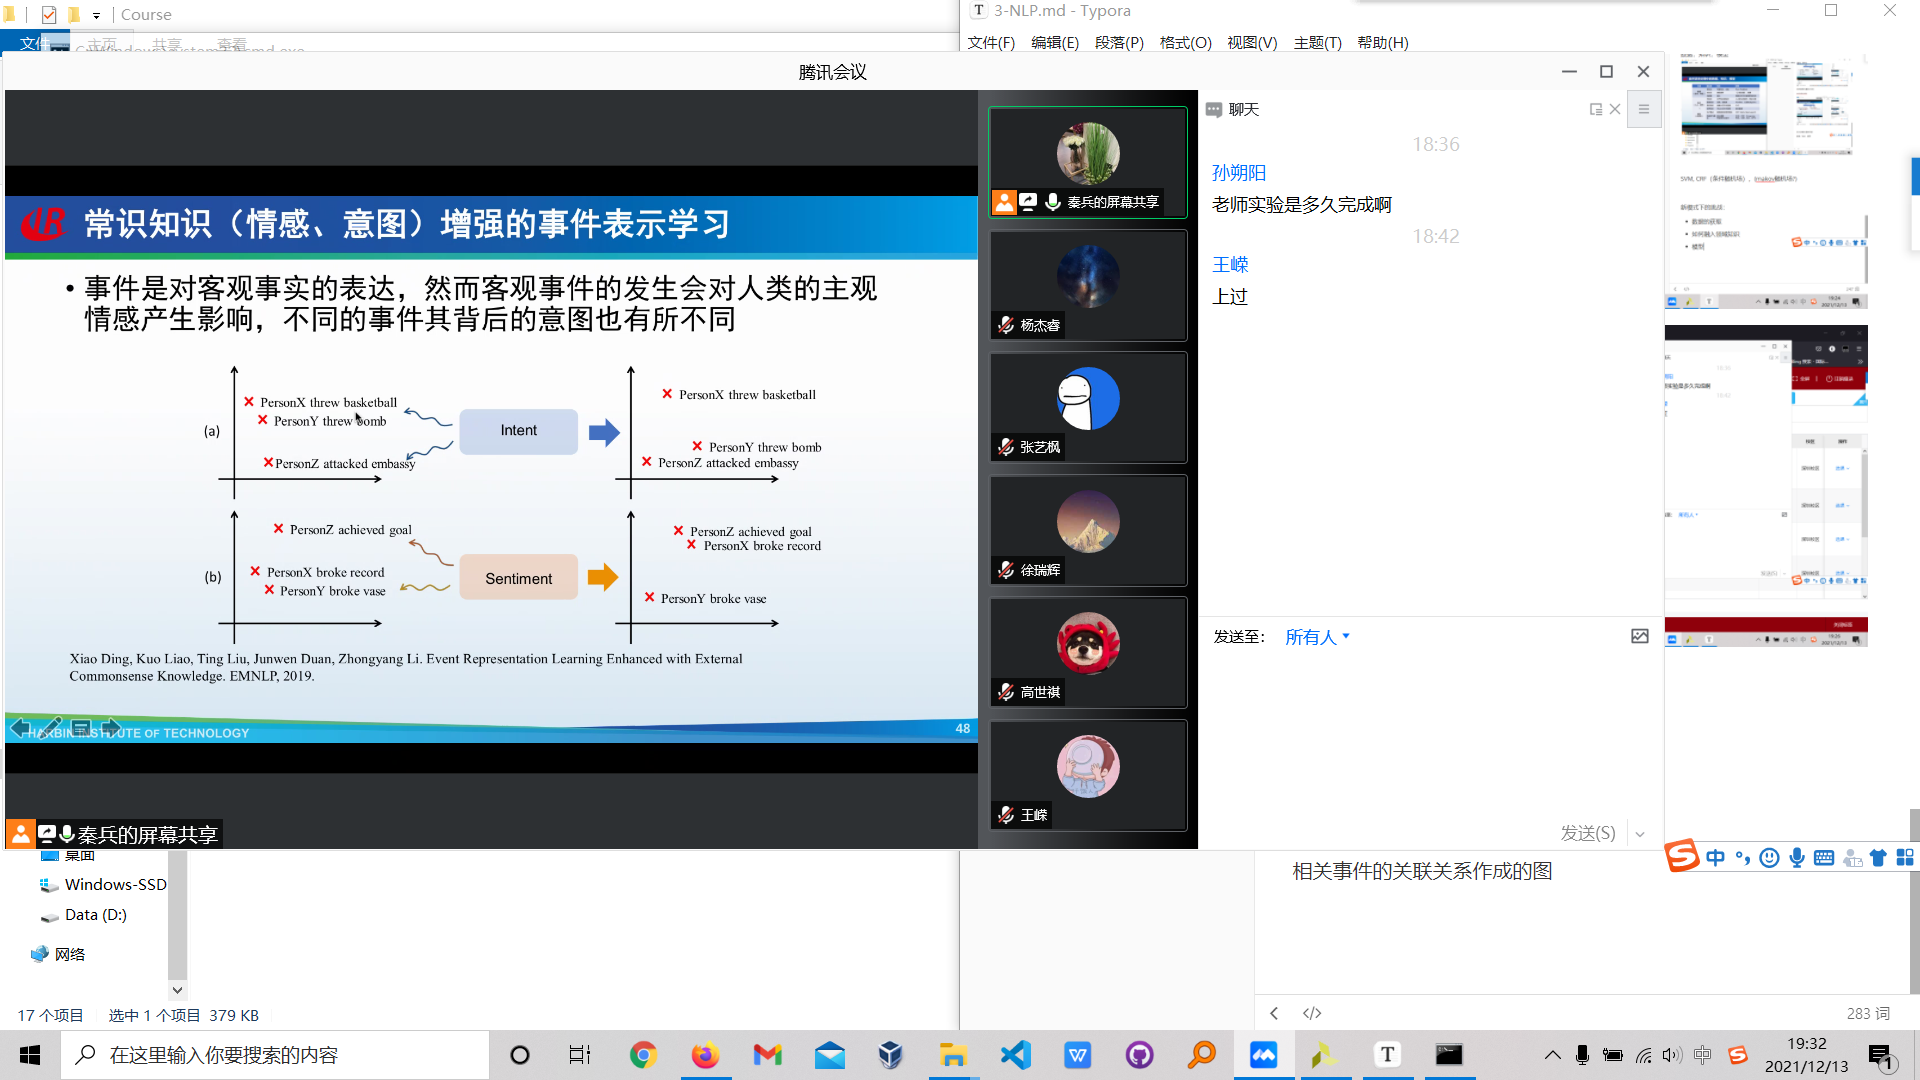 Course
3-NLP.md - Typora
文件 主页 共享 查看
文件(F) 编辑(E) 段落(P) 格式(O) 视图(V) 主题(T) 帮助(H)
腾讯会议
常识知识（情感、意图）增强的事件表示学习
• 事件是对客观事实的表达，然而客观事件的发生会对人类的主观
情感产生影响，不同的事件其背后的意图也有所不同
(a)
PersonX threw basketball
PersonY threw bomb
PersonZ attacked embassy
Intent
PersonX threw basketball
PersonY threw bomb
PersonZ attacked embassy
(b)
PersonZ achieved goal
PersonX broke record
PersonY broke vase
Sentiment
PersonZ achieved goal
PersonX broke record
PersonY broke vase
Xiao Ding, Kuo Liao, Ting Liu, Junwen Duan, Zhongyang Li. Event Representation Learning Enhanced with External
Commonsense Knowledge. EMNLP, 2019.
HARBIN INSTITUTE OF TECHNOLOGY
48
秦兵的屏幕共享
秦兵的屏幕共享
杨杰睿
张艺枫
徐瑞辉
高世祺
王嵘
聊天
18:36
孙朔阳
老师实验是多久完成啊
18:42
王嵘
上过
发送至：
所有人
发送(S)
中
相关事件的关联关系作成的图
桌面
Windows-SSD
Data (D:)
网络
17 个项目 选中 1 个项目 379 KB
283 词
在这里输入你要搜索的内容
中
19:32
2021/12/13
1